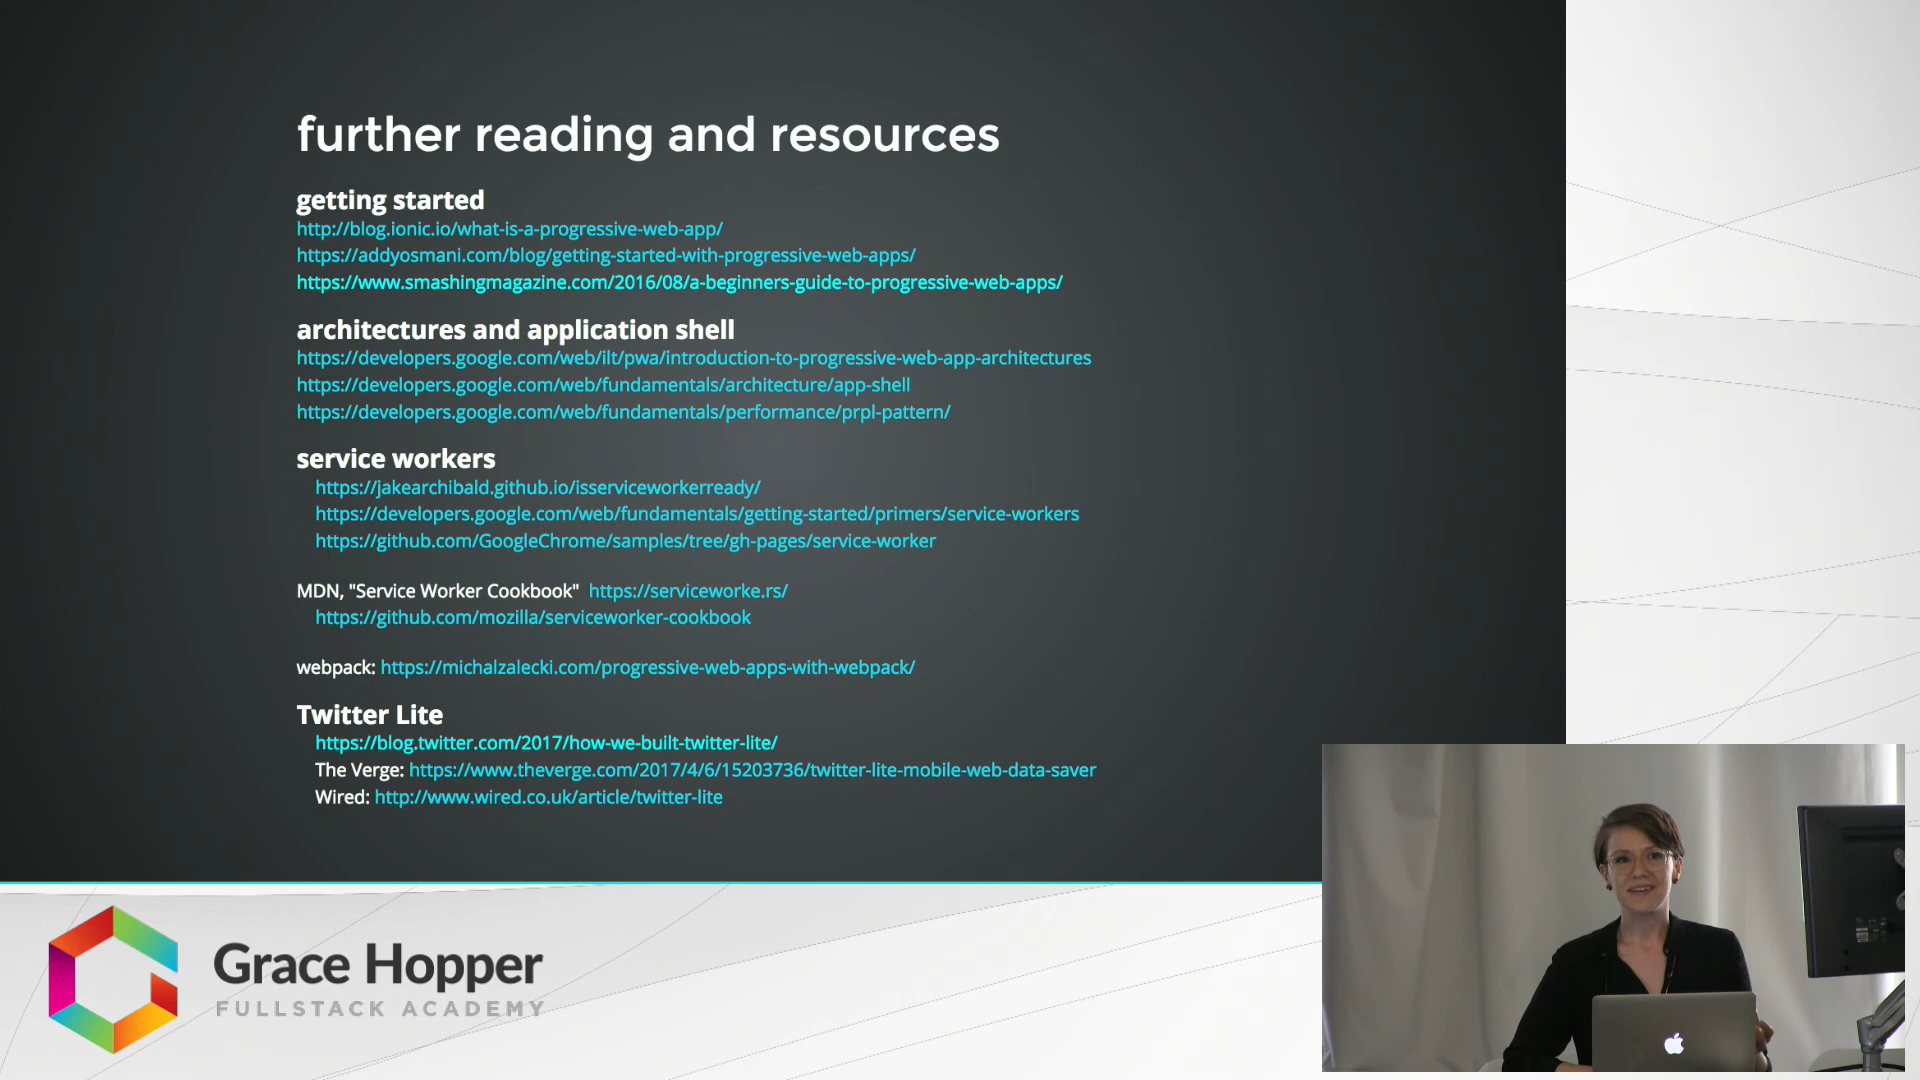 further reading and resources
getting started
http://blog.ionic.io/what-is-a-progressive-web-app/
https://addyosmani.com/blog/getting-started-with-progressive-web-apps/
https://www.smashingmagazine.com/2016/08/a-beginners-guide-to-progressive-web-apps/
architectures and application shell
https://developers.google.com/web/ilt/pwa/introduction-to-progressive-web-app-architectures
https://developers.google.com/web/fundamentals/architecture/app-shell
https://developers.google.com/web/fundamentals/performance/prpl-pattern/
service workers
https://jakearchibald.github.io/isserviceworkerready/
https://developers.google.com/web/fundamentals/getting-started/primers/service-workers
https://github.com/GoogleChrome/samples/tree/gh-pages/service-worker
MDN, "Service Worker Cookbook" https://serviceworke.rs/
https://github.com/mozilla/serviceworker-cookbook
webpack: https://michalzalecki.com/progressive-web-apps-with-webpack/
Twitter Lite
https://blog.twitter.com/2017/how-we-built-twitter-lite/
The Verge: https://www.theverge.com/2017/4/6/15203736/twitter-lite-mobile-web-data-saver
Wired: http://www.wired.co.uk/article/twitter-lite
Grace Hopper
FULLSTACK ACADEMY